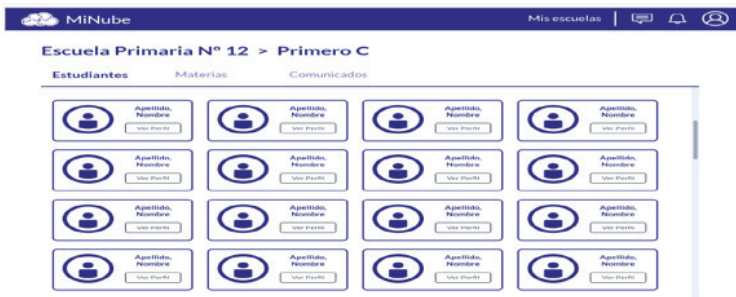 MiNube
Mis escuelas
Escuela Primaria Nº 12 > Primero C
Estudiantes Materias Comunicados
Apellido, Apellido, Apellido, Apellido,
Nombre Nombre Nombre Nombre
Ver Perfil Ver Perfil Ver Perfil Ver Perfil
Apellido, Apellido, Apellido, Apellido,
Nombre Nombre Nombre Nombre
Ver Perfil Ver Perfil Ver Perfil Ver Perfil
Apellido, Apellido, Apellido, Apellido,
Nombre Nombre Nombre Nombre
Ver Perfil Ver Perfil Ver Perfil Ver Perfil
Apellido, Apellido, Apellido, Apellido,
Nombre Nombre Nombre Nombre
Ver Perfil Ver Perfil Ver Perfil Ver Perfil